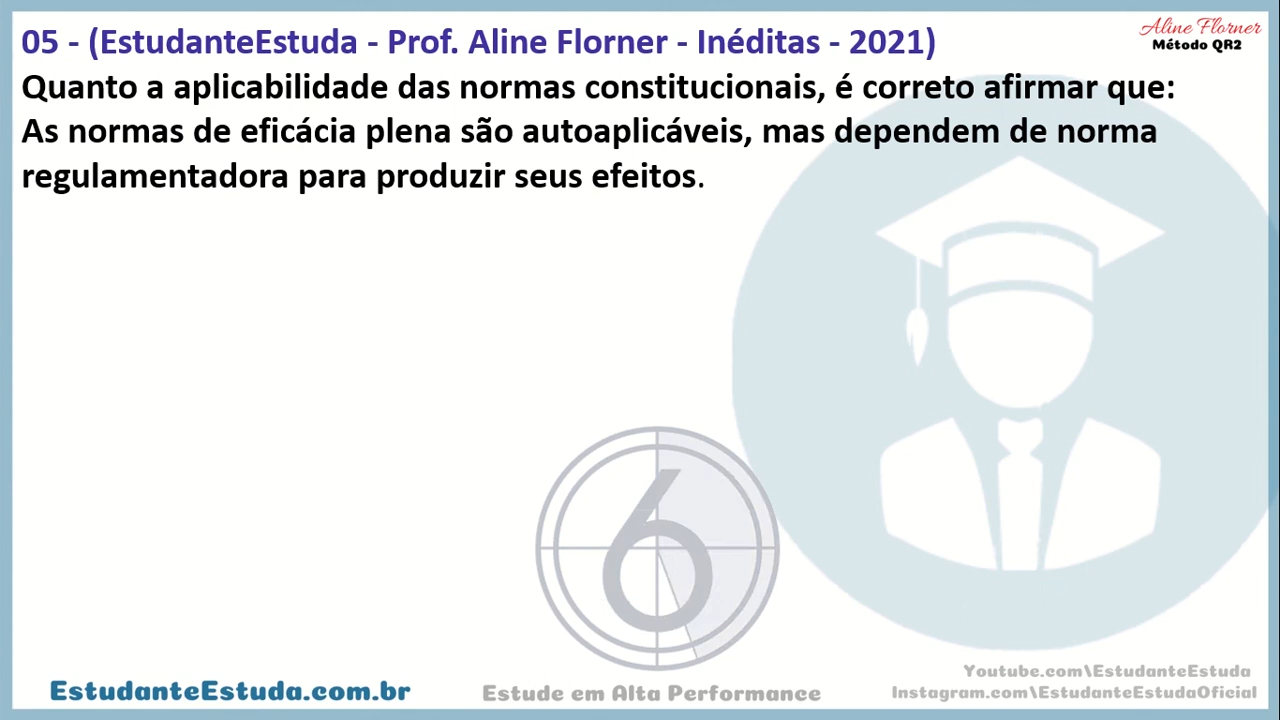 05 - (EstudanteEstuda - Prof. Aline Florner - Inéditas - 2021)
Aline Florner
Método QR2
Quanto a aplicabilidade das normas constitucionais, é correto afirmar que:
As normas de eficácia plena são autoaplicáveis, mas dependem de norma
regulamentadora para produzir seus efeitos.
6
Youtube.com\EstudanteEstuda
EstudanteEstuda.com.br
Estude em Alta Performance
Instagram.com\EstudanteEstudaOficial